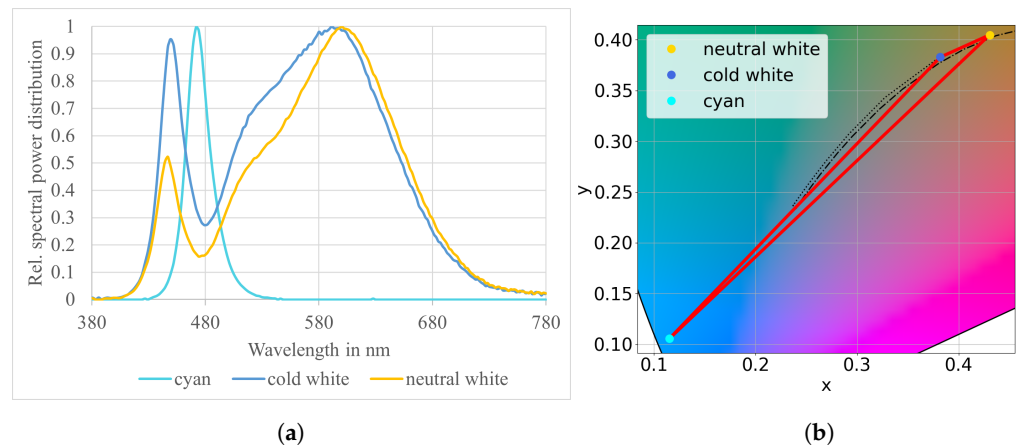 Rel. spectral power distribution
1
0.9
0.8
0.7
0.6
0.5
0.4
0.3
0.2
0.1
0
380 480 580 680 780
Wavelength in nm
cyan cold white neutral white
(a)
y
0.40
0.35
0.30
0.25
0.20
0.15
0.10
neutral white
cold white
cyan
0.1 0.2 0.3 0.4
x
(b)